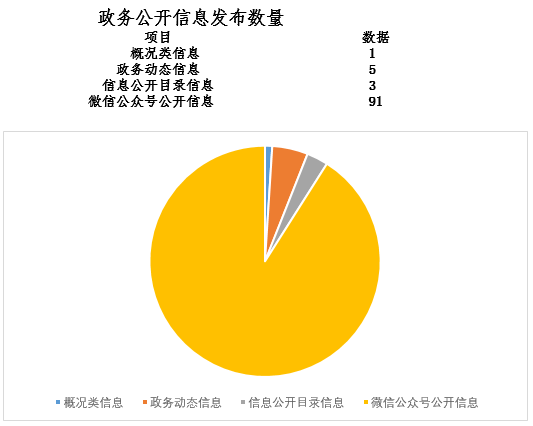 政务公开信息发布数量
项目 数据
概况类信息 1
政务动态信息 5
信息公开目录信息 3
微信公众号公开信息 91
概况类信息 政务动态信息 信息公开目录信息 微信公众号公开信息